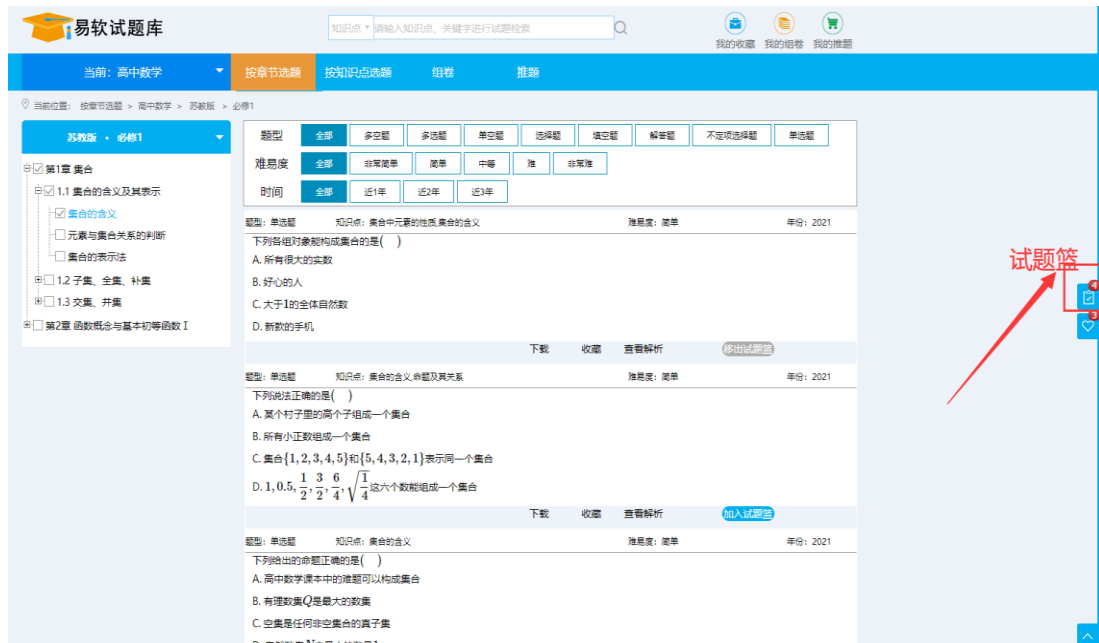 易软试题库
知识点 请输入知识点、关键字进行试题检索
我的收藏 我的组卷 我的推题
当前：高中数学 按章节选题 按知识点选题 组卷 推题
当前位置： 按章节选题 > 高中数学 > 苏教版 > 必修1
苏教版 · 必修1
第1章 集合
1.1 集合的含义及其表示
集合的含义
元素与集合关系的判断
集合的表示法
1.2 子集、全集、补集
1.3 交集、并集
第2章 函数概念与基本初等函数 I
题型 全部 多空题 多选题 单空题 选择题 填空题 解答题 不定项选择题 单选题
难易度 全部 非常简单 简单 中等 难 非常难
时间 全部 近1年 近2年 近3年
题型：单选题 知识点：集合中元素的性质,集合的含义 难易度：简单 年份：2021
下列各组对象能构成集合的是( )
A. 所有很大的实数
B. 好心的人
C. 大于1的全体自然数
D. 新款的手机
下载 收藏 查看解析 移出试题篮
题型：单选题 知识点：集合的含义,命题及其关系 难易度：简单 年份：2021
下列说法正确的是( )
A. 某个村子里的高个子组成一个集合
B. 所有小正数组成一个集合
C. 集合{1, 2, 3, 4, 5}和{5, 4, 3, 2, 1}表示同一个集合
D. 1, 0.5, 1/2, 3/2, 6/4, √(1/4)这六个数能组成一个集合
下载 收藏 查看解析 加入试题篮
题型：单选题 知识点：集合的含义 难易度：简单 年份：2021
下列给出的命题正确的是( )
A. 高中数学课本中的难题可以构成集合
B. 有理数集Q是最大的数集
C. 空集是任何非空集合的真子集
试题篮
4
3